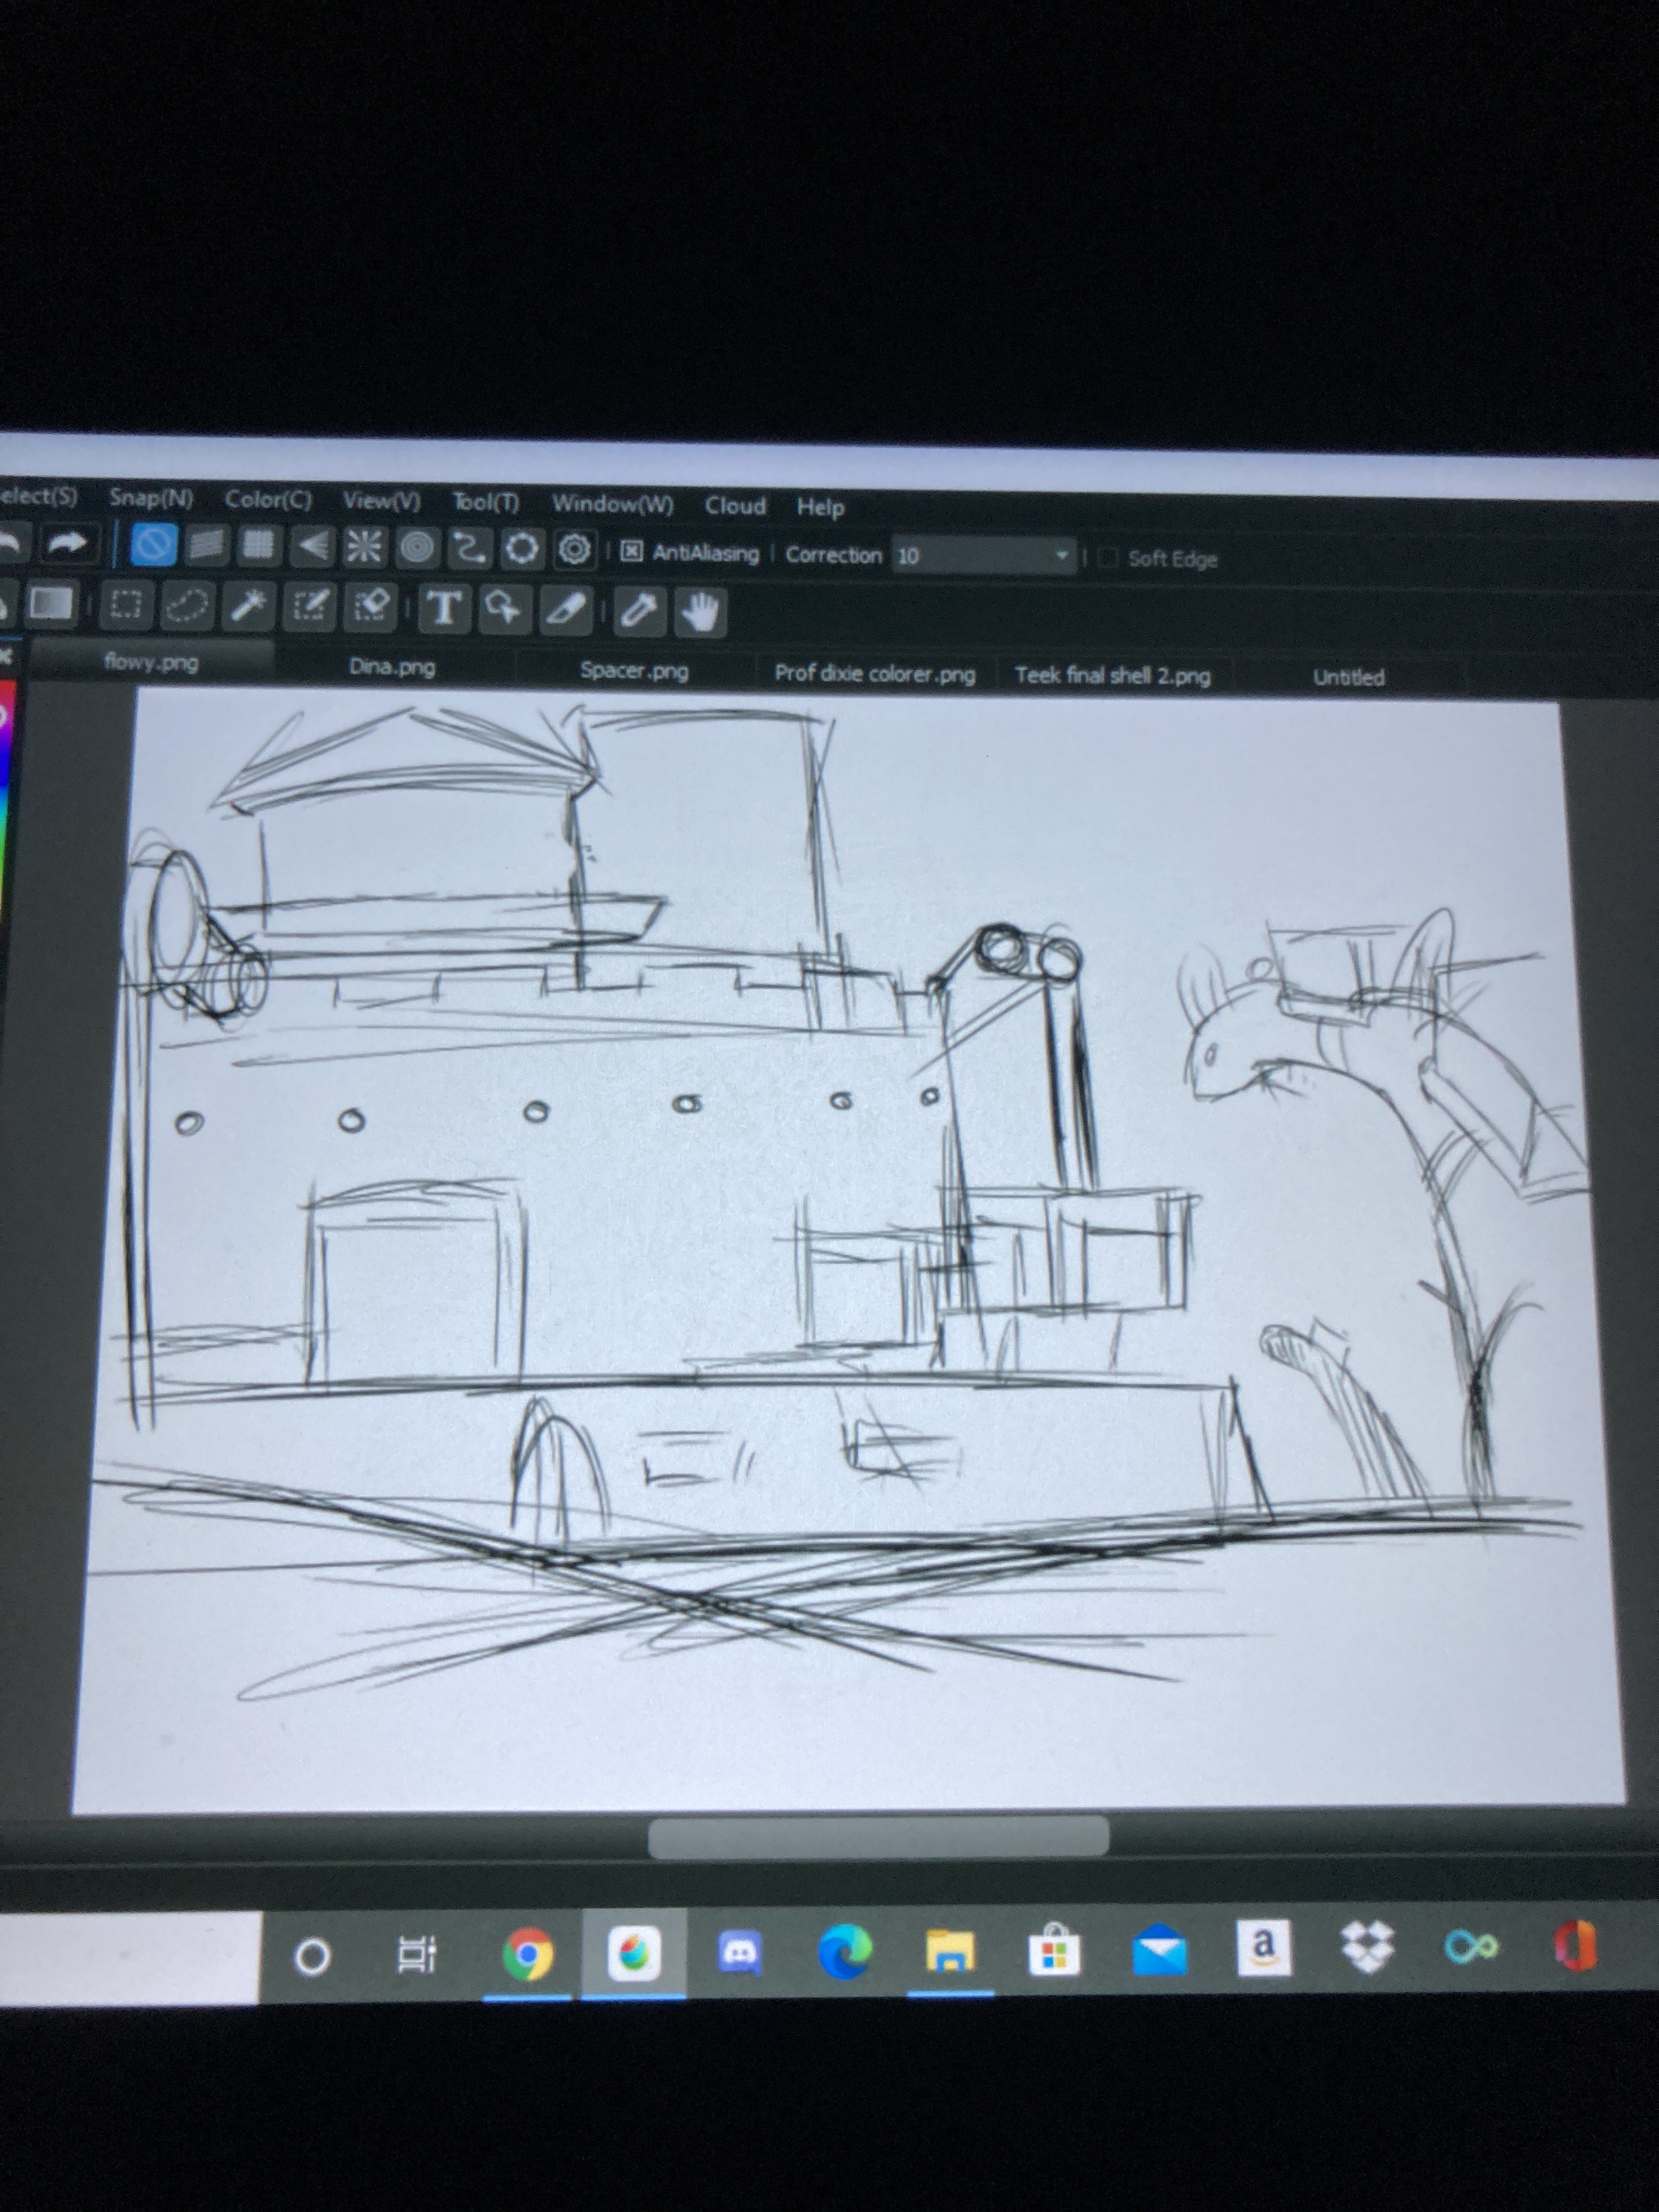 elect(S) Snap(N) Color(C) View(V) Tool(T) Window(W) Cloud Help
AntiAliasing Correction 10 Soft Edge
T
flowy.png Dina.png Spacer.png Prof dixie colorer.png Teek final shell 2.png Untitled
a